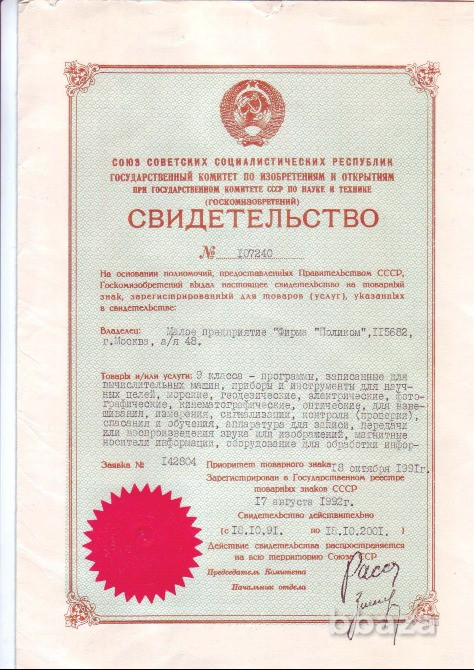 СОЮЗ СОВЕТСКИХ СОЦИАЛИСТИЧЕСКИХ РЕСПУБЛИК
ГОСУДАРСТВЕННЫЙ КОМИТЕТ ПО ИЗОБРЕТЕНИЯМ И ОТКРЫТИЯМ
ПРИ ГОСУДАРСТВЕННОМ КОМИТЕТЕ СССР ПО НАУКЕ И ТЕХНИКЕ
(ГОСКОМИЗОБРЕТЕНИЙ)
СВИДЕТЕЛЬСТВО
№ 107240
На основании полномочий, предоставленных Правительством СССР,
Госкомизобретений выдал настоящее свидетельство на товарный
знак, зарегистрированный для товаров (услуг), указанных
в свидетельстве:
Владелец: Малое предприятие "Фирма "Поликом", 115682,
г.Москва, а/я 48.
Товары и/или услуги: 9 класса - программы, записанные для
вычислительных машин, приборы и инструменты для науч-
ных целей, морские, геодезические, электрические, фото-
графические, кинематографические, оптические, для взве-
шивания, измерения, сигнализации, контроля (проверки),
спасания и обучения, аппаратура для записи, передачи
или воспроизведения звука или изображений, магнитные
носители информации, оборудование для обработки инфор-
Заявка № 142804 Приоритет товарного знака 18 октября 1991г.
Зарегистрирован в Государственном реестре
товарных знаков СССР
17 августа 1992г.
Свидетельство действительно
(с 18.10.91. по 18.10.2001. )
Действие свидетельства распространяется
на всю территорию Союза ССР
Председатель Комитета
Начальник отдела
bbaza